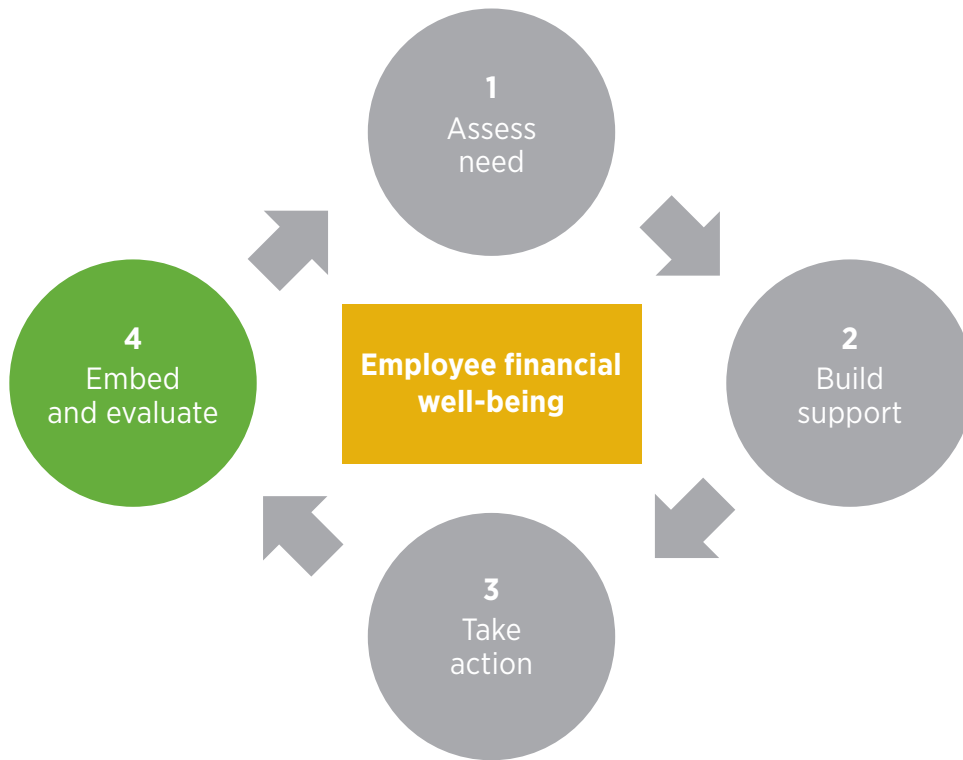 1
Assess
need
2
Build
support
3
Take
action
4
Embed
and evaluate
Employee financial
well-being